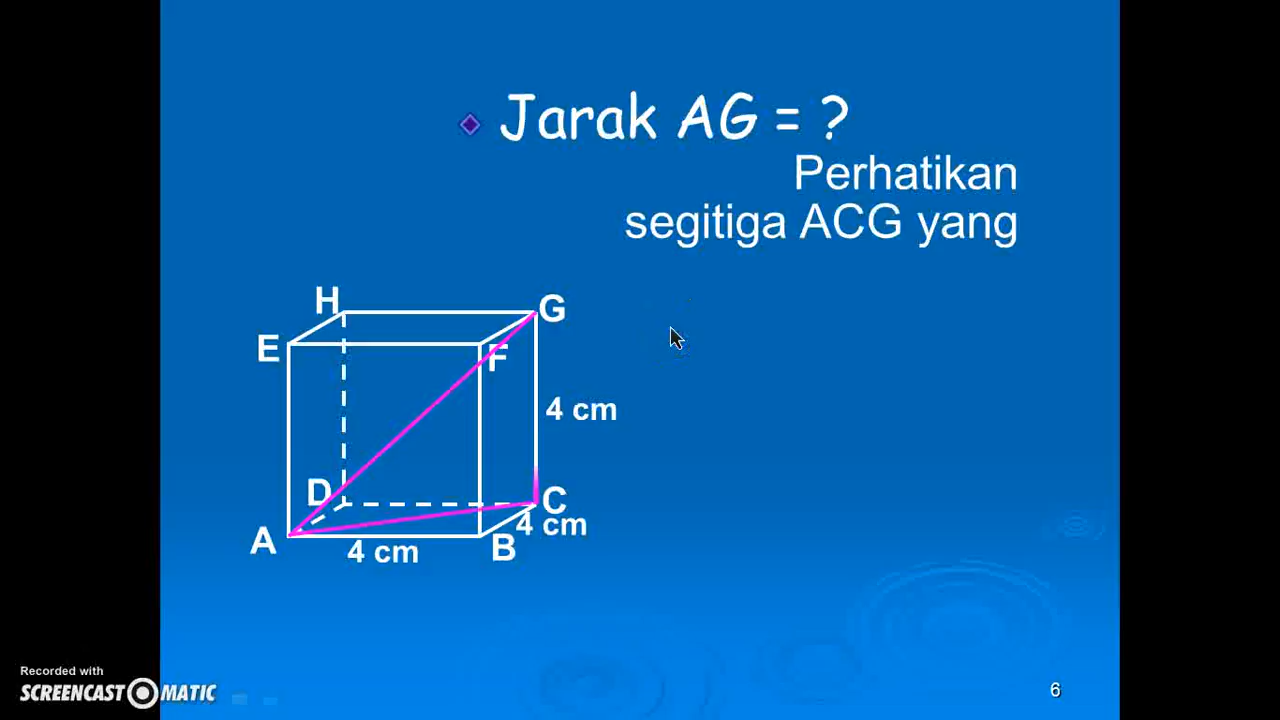 Jarak AG = ?
Perhatikan
segitiga ACG yang
H
G
E
F
4 cm
D
C
4 cm
A
B
4 cm
Recorded with
SCREENCAST MATIC
6